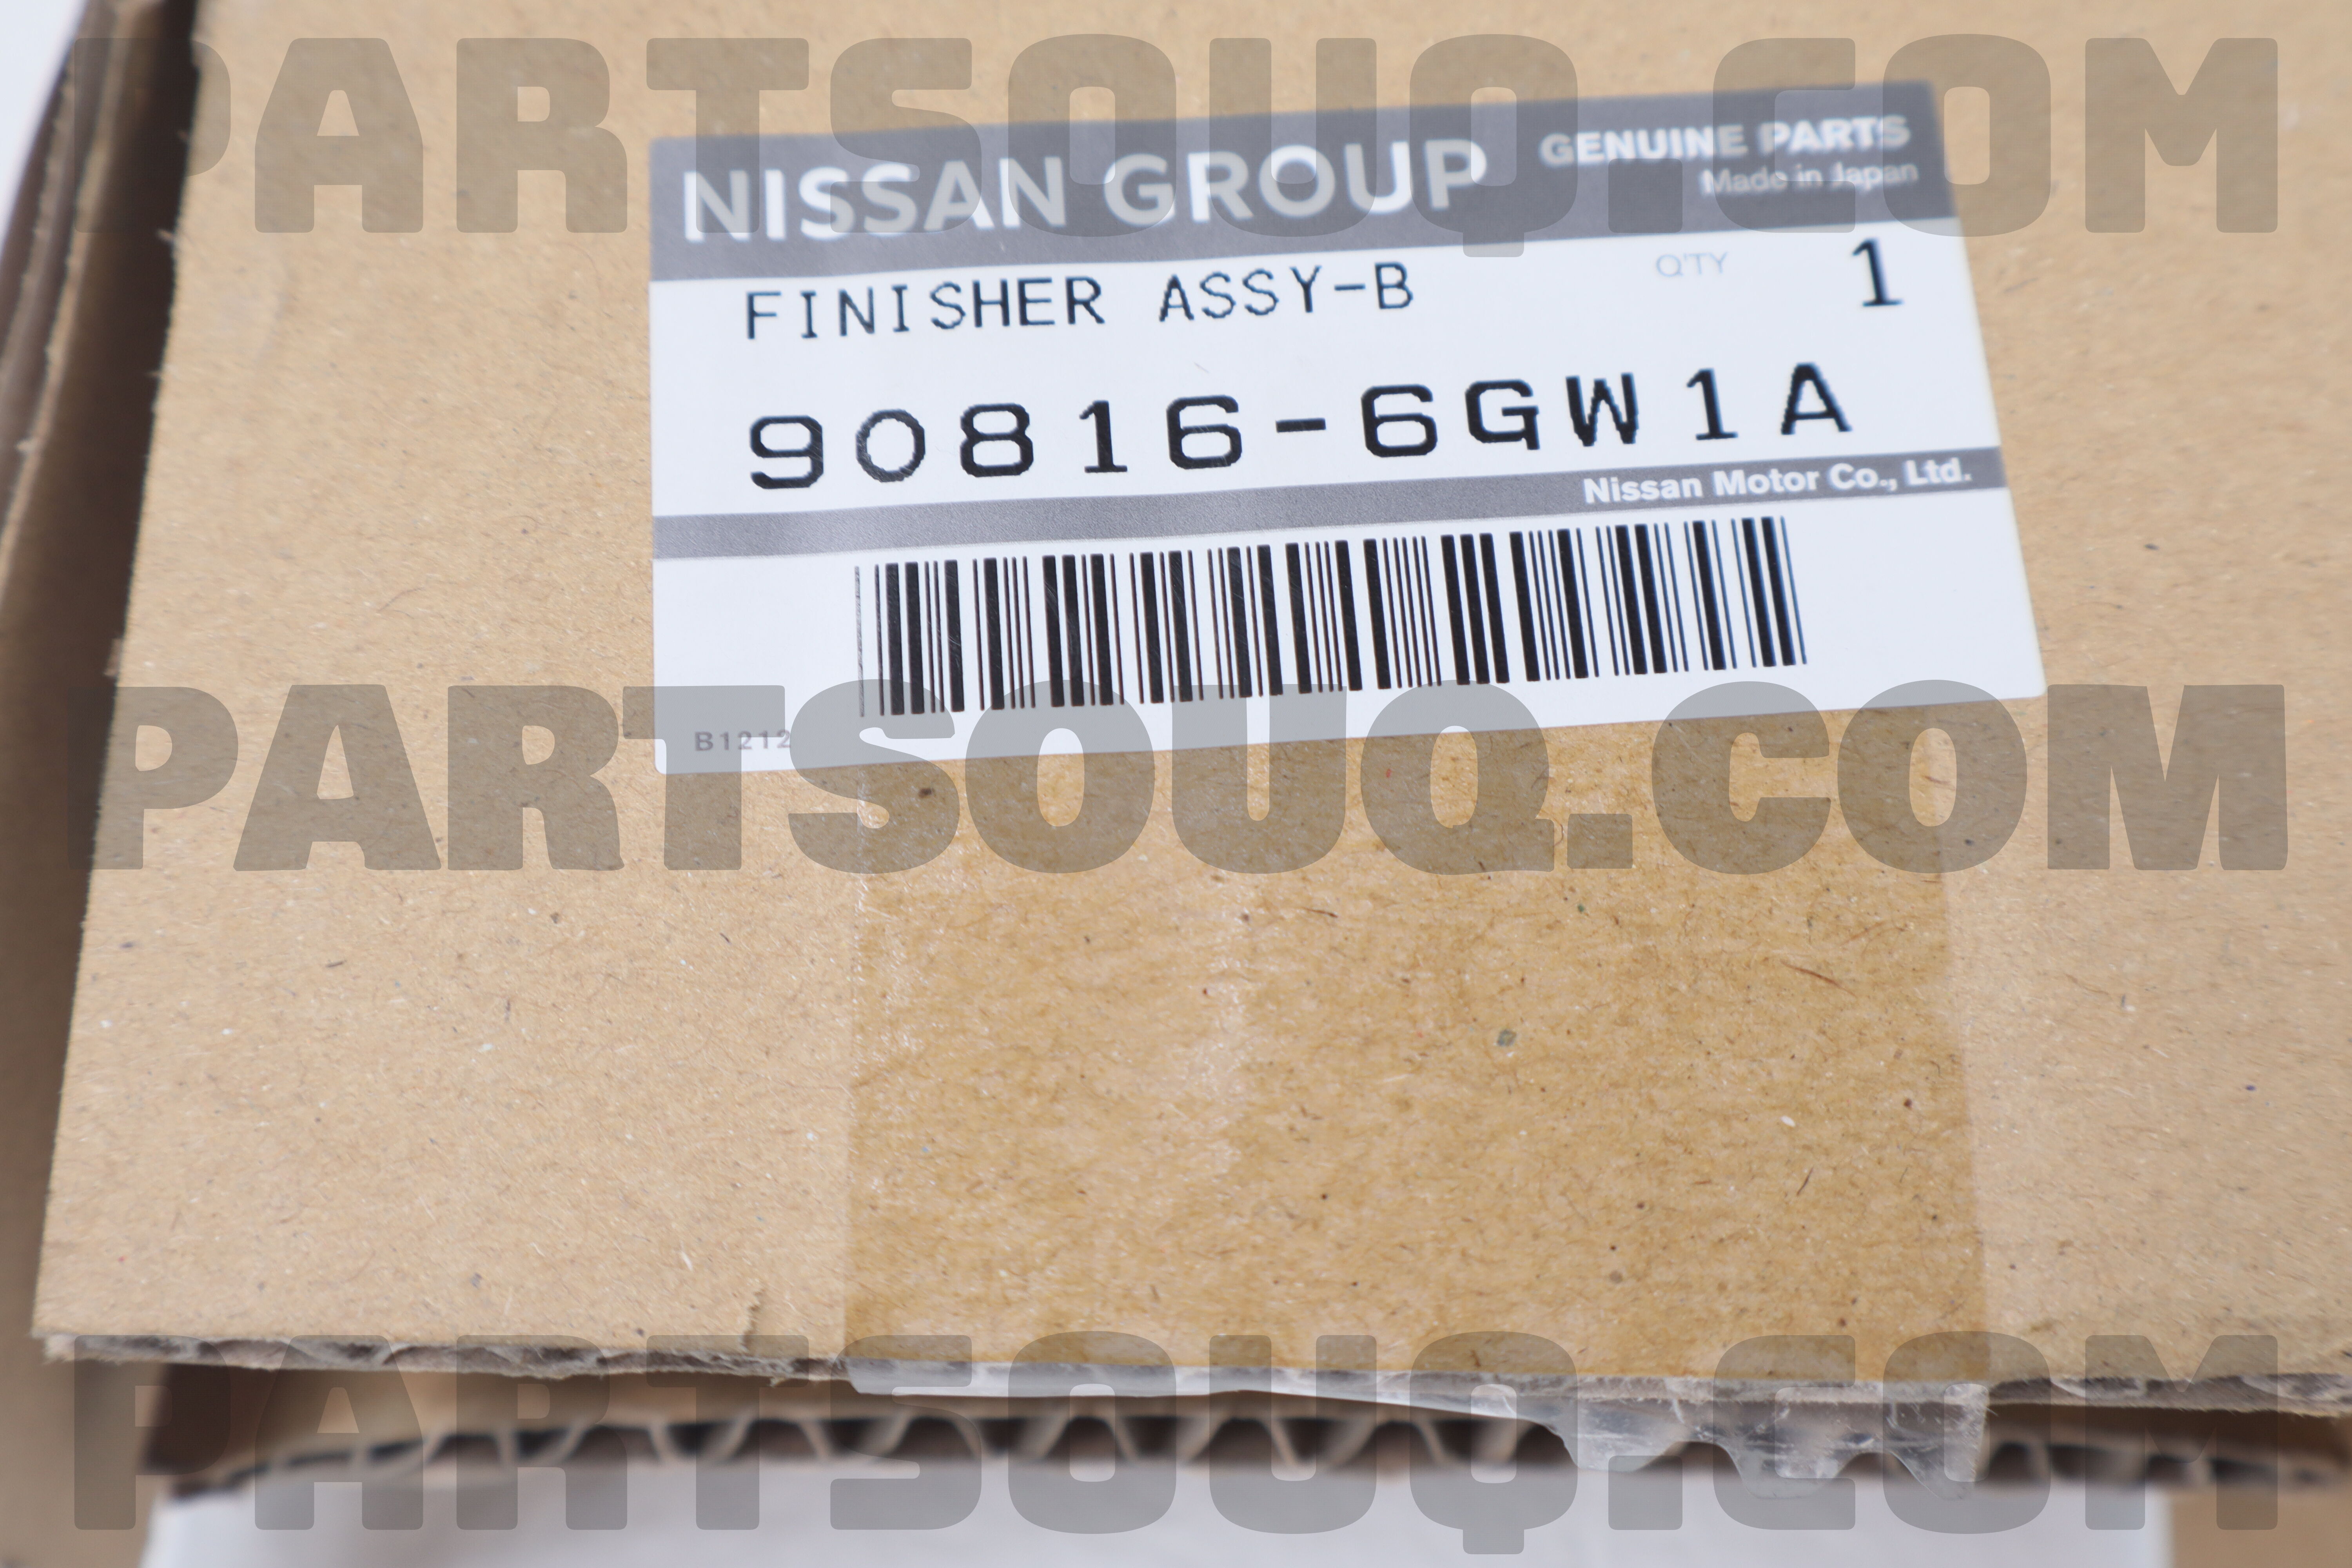 PARTSOUQ.COM
NISSAN GROUP
GENUINE PARTS
Made in Japan
FINISHER ASSY-B
Q'TY 1
90816-6GW1A
Nissan Motor Co., Ltd.
B1212
PARTSOUQ.COM
PARTSOUQ.COM